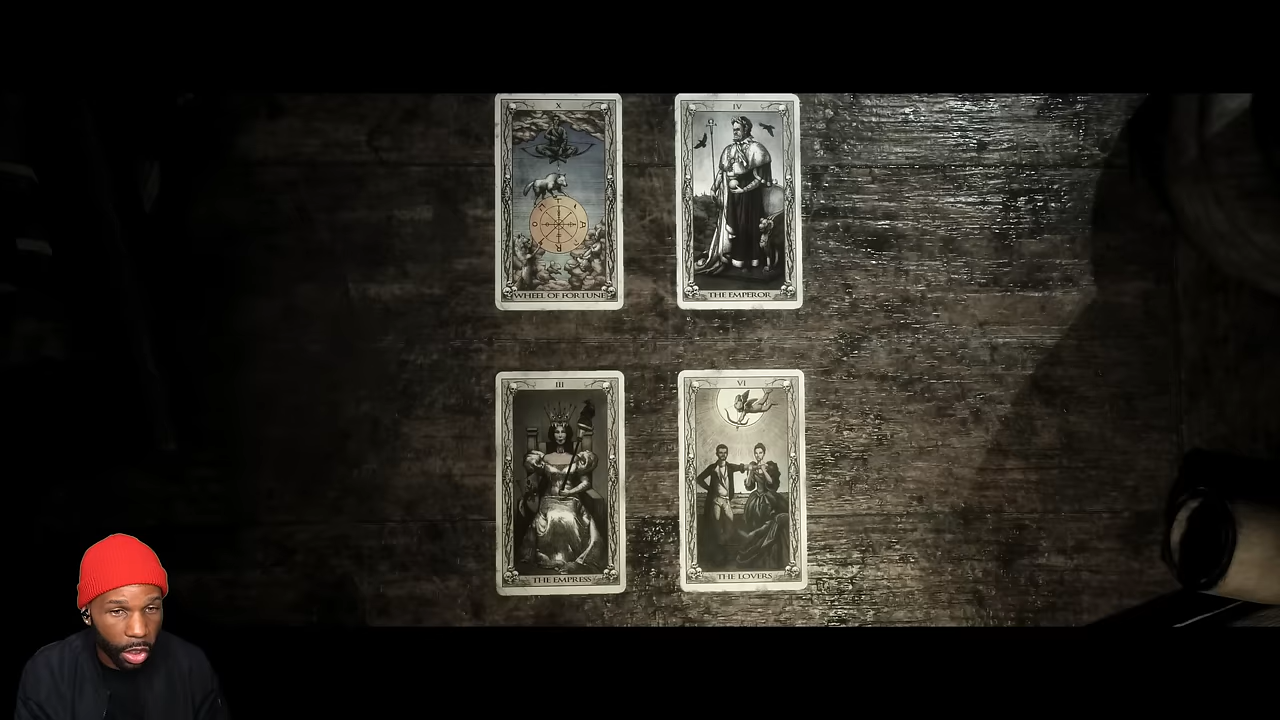 X
WHEEL OF FORTUNE
IV
THE EMPEROR
III
THE EMPRESS
VI
THE LOVERS